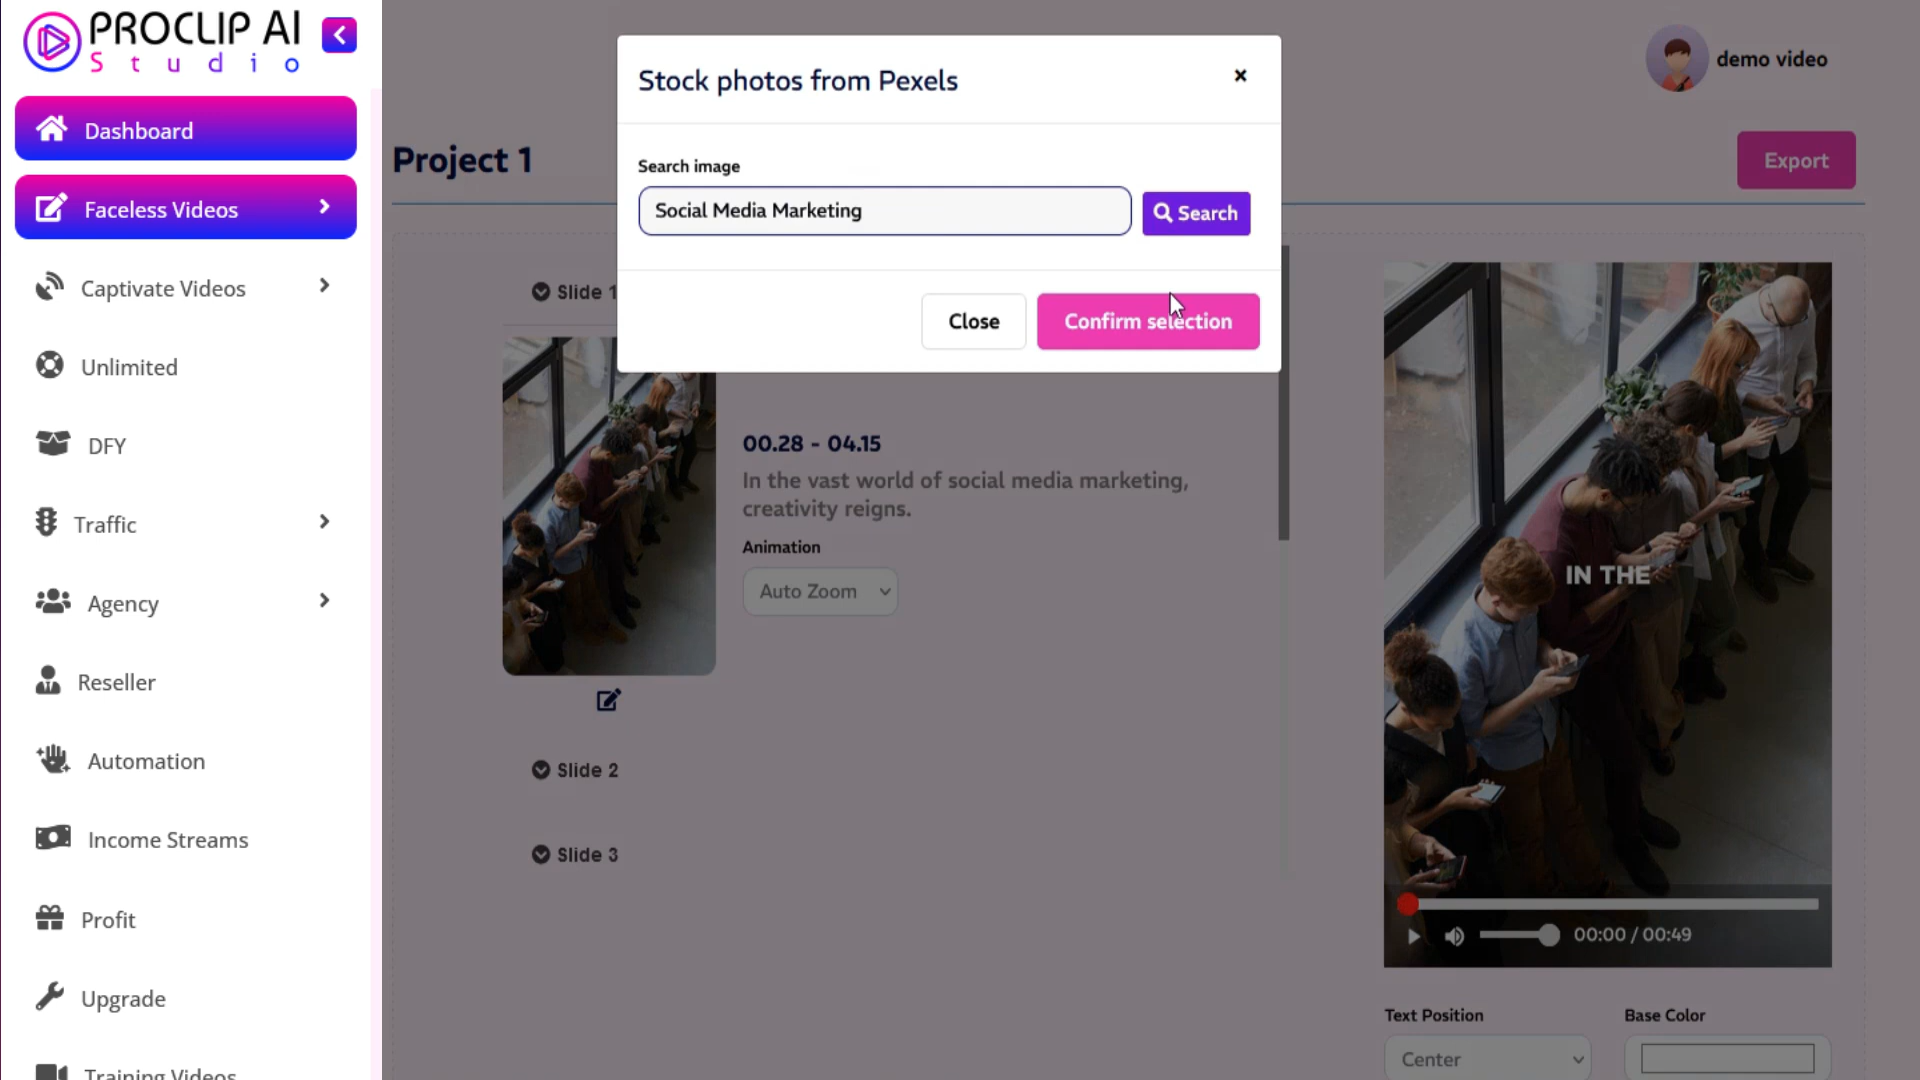 PROCLIP AI
Studio
Dashboard
Faceless Videos
Captivate Videos
Unlimited
DFY
Traffic
Agency
Reseller
Automation
Income Streams
Profit
Upgrade
Training Videos
Stock photos from Pexels
×
Search image
Social Media Marketing
Search
Close
Confirm selection
demo video
Project 1
Export
Slide 1
00.28 - 04.15
In the vast world of social media marketing,
creativity reigns.
Animation
Auto Zoom
Slide 2
Slide 3
IN THE
00:00 / 00:49
Text Position
Base Color
Center